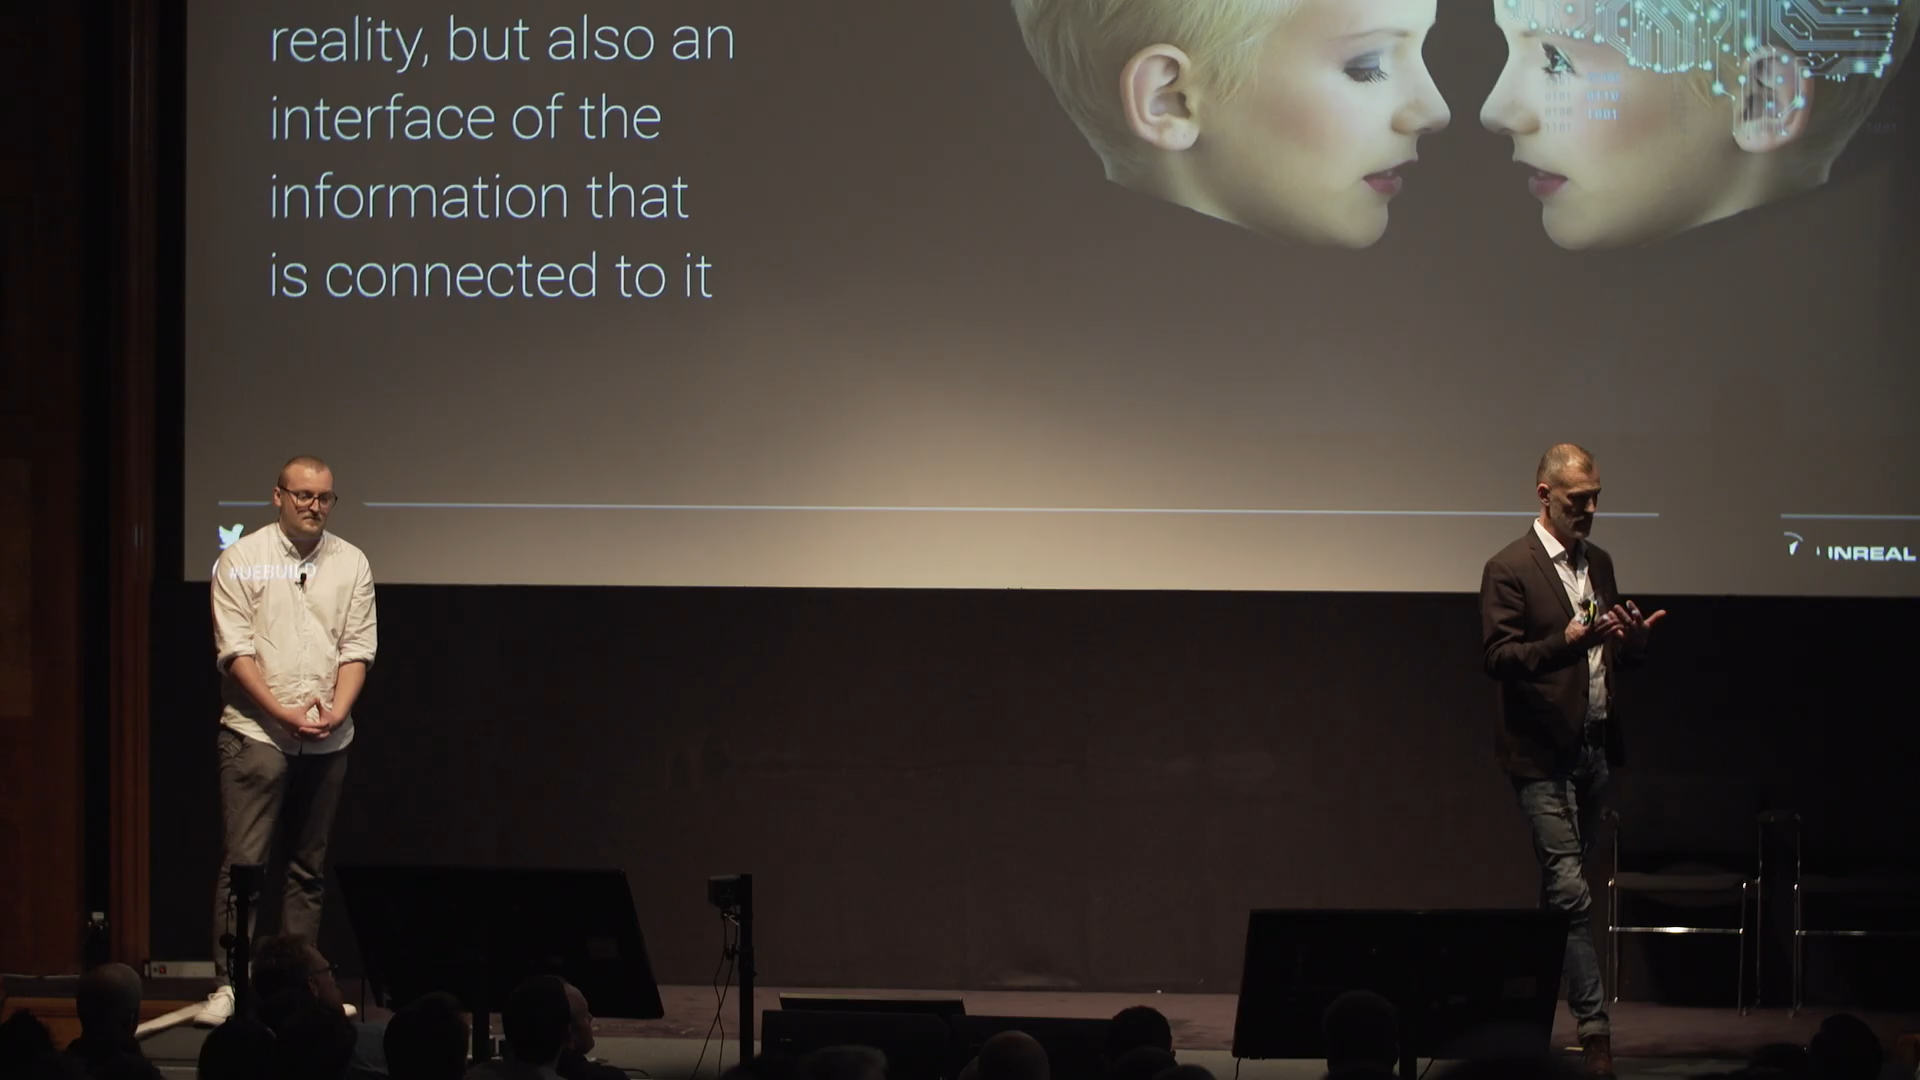 reality, but also an
interface of the
information that
is connected to it
#UEBUILD
UNREAL